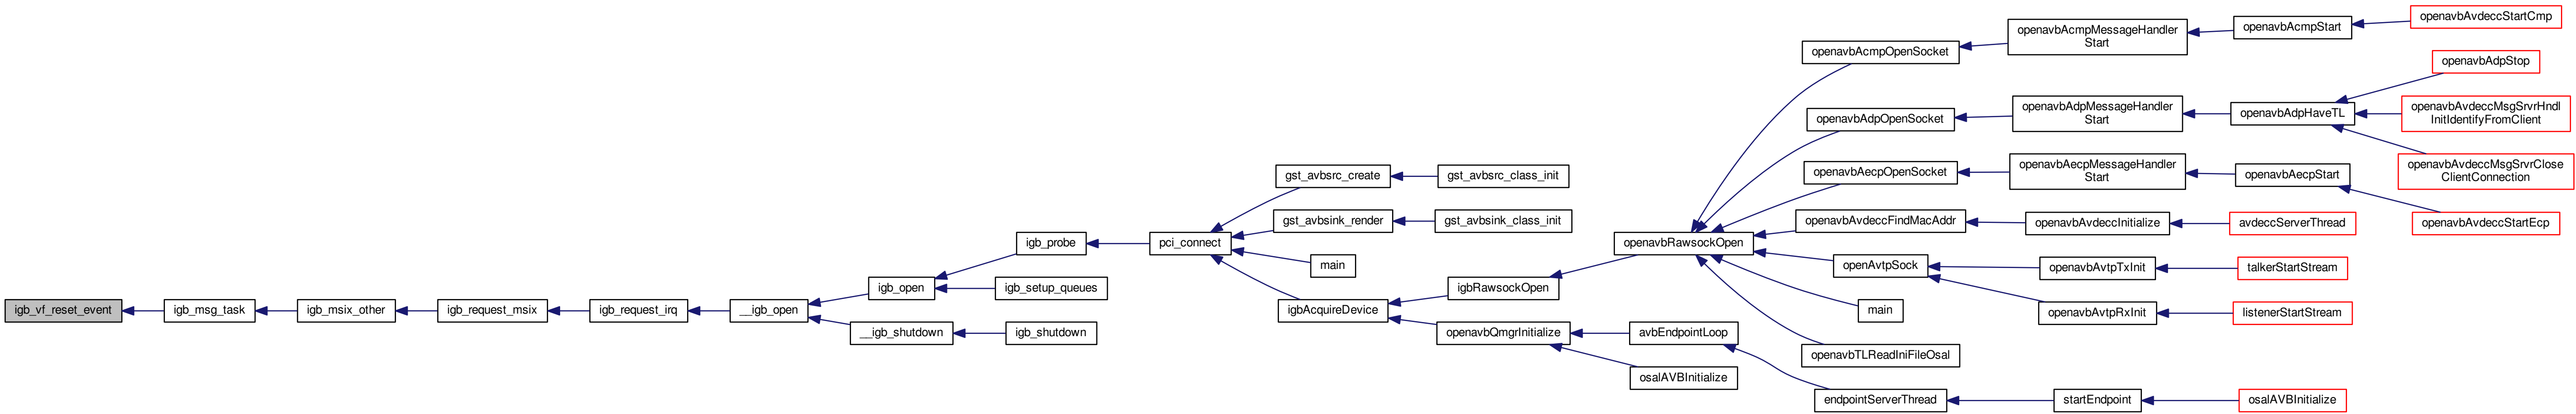 igb_vf_reset_event
igb_msg_task
igb_msix_other
igb_request_msix
igb_request_irq
__igb_open
igb_open
__igb_shutdown
igb_probe
igb_setup_queues
igb_shutdown
pci_connect
gst_avbsrc_create
gst_avbsink_render
main
igbAcquireDevice
gst_avbsrc_class_init
gst_avbsink_class_init
igbRawsockOpen
openavbQmgrInitialize
openavbRawsockOpen
avbEndpointLoop
osalAVBInitialize
openavbAcmpOpenSocket
openavbAdpOpenSocket
openavbAecpOpenSocket
openavbAvdeccFindMacAddr
openAvtpSock
main
openavbTLReadIniFileOsal
endpointServerThread
openavbAcmpMessageHandler
Start
openavbAdpMessageHandler
Start
openavbAecpMessageHandler
Start
openavbAvdeccInitialize
openavbAvtpTxInit
openavbAvtpRxInit
startEndpoint
openavbAcmpStart
openavbAdpHaveTL
openavbAecpStart
avdeccServerThread
talkerStartStream
listenerStartStream
osalAVBInitialize
openavbAvdeccStartCmp
openavbAdpStop
openavbAvdeccMsgSrvrHndl
InitIdentifyFromClient
openavbAvdeccMsgSrvrClose
ClientConnection
openavbAvdeccStartEcp